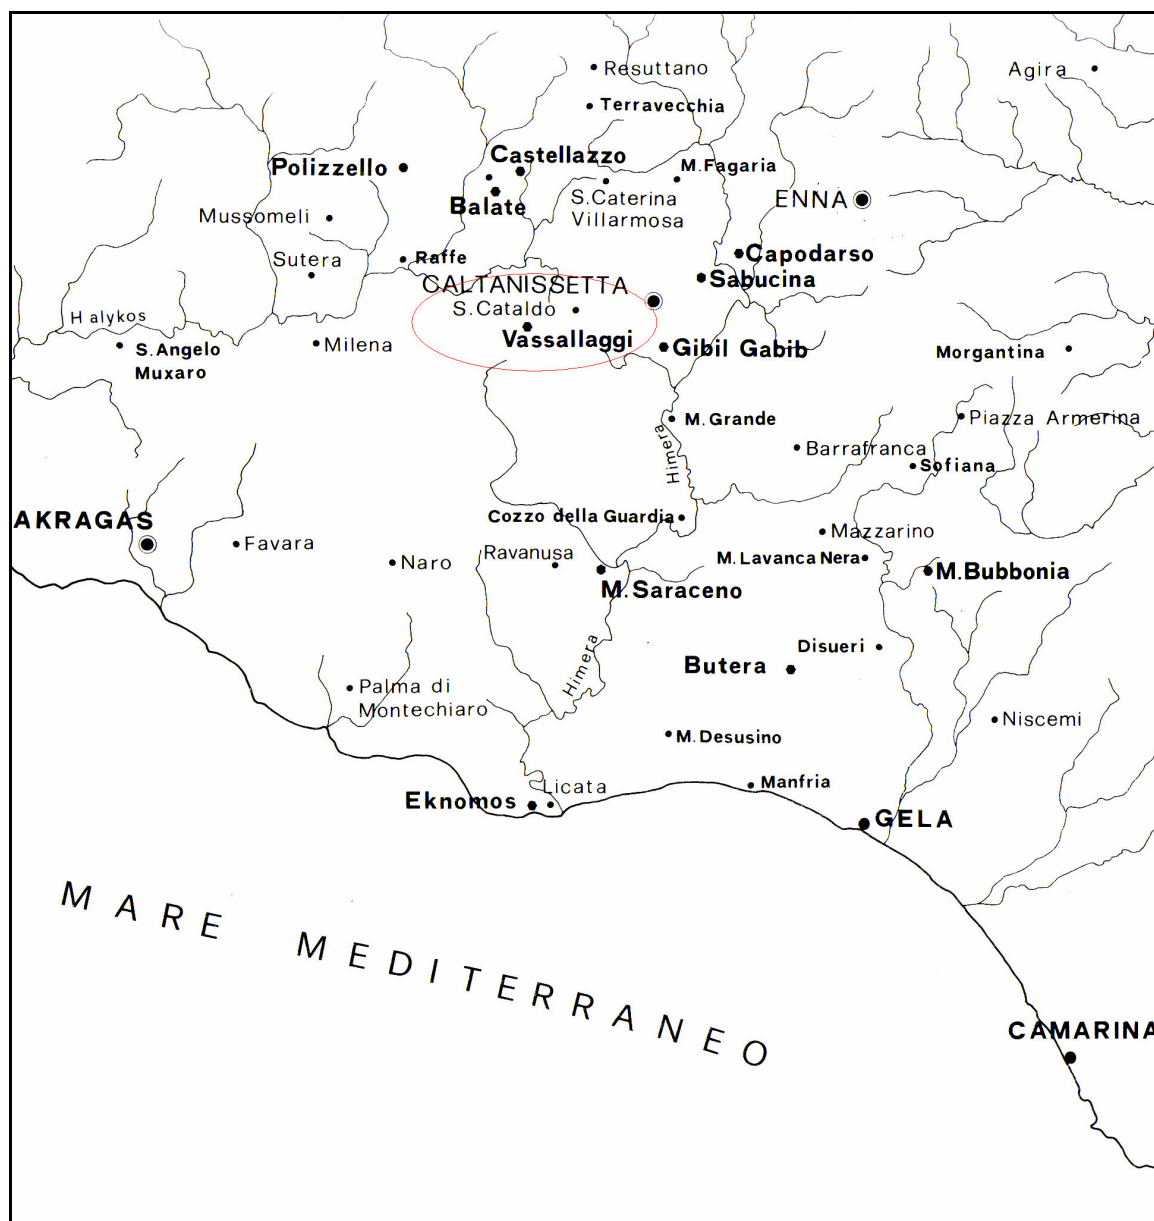 Resuttano
Agira
Terravecchia
Castellazzo
M.Fagaria
Polizzello
S.Caterina
Villarmosa
ENNA
Balate
Mussomeli
Capodarso
Sutera
Raffe
Sabucina
CALTANISSETTA
S.Cataldo
Halykos
Vassallaggi
Milena
S.Angelo
Muxaro
Gibil Gabib
Morgantina
M.Grande
Piazza Armerina
Himera
Barrafranca
Sofiana
AKRAGAS
Cozzo della Guardia
Favara
Mazzarino
Ravanusa
Naro
M.Lavanca Nera
M.Bubbonia
M.Saraceno
Disueri
Himera
Butera
Palma di
Montechiaro
Niscemi
M.Desusino
Manfria
Licata
Eknomos
GELA
MARE MEDITERRANEO
CAMARINA